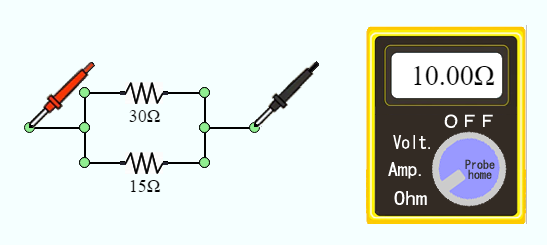 30Ω
15Ω
10.00Ω
OFF
Volt.
Amp.
Ohm
Probe
home